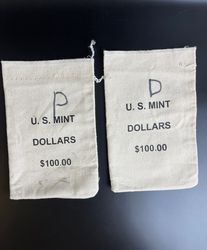 P
U. S. MINT
DOLLARS
$100.00
D
U. S. MINT
DOLLARS
$100.00